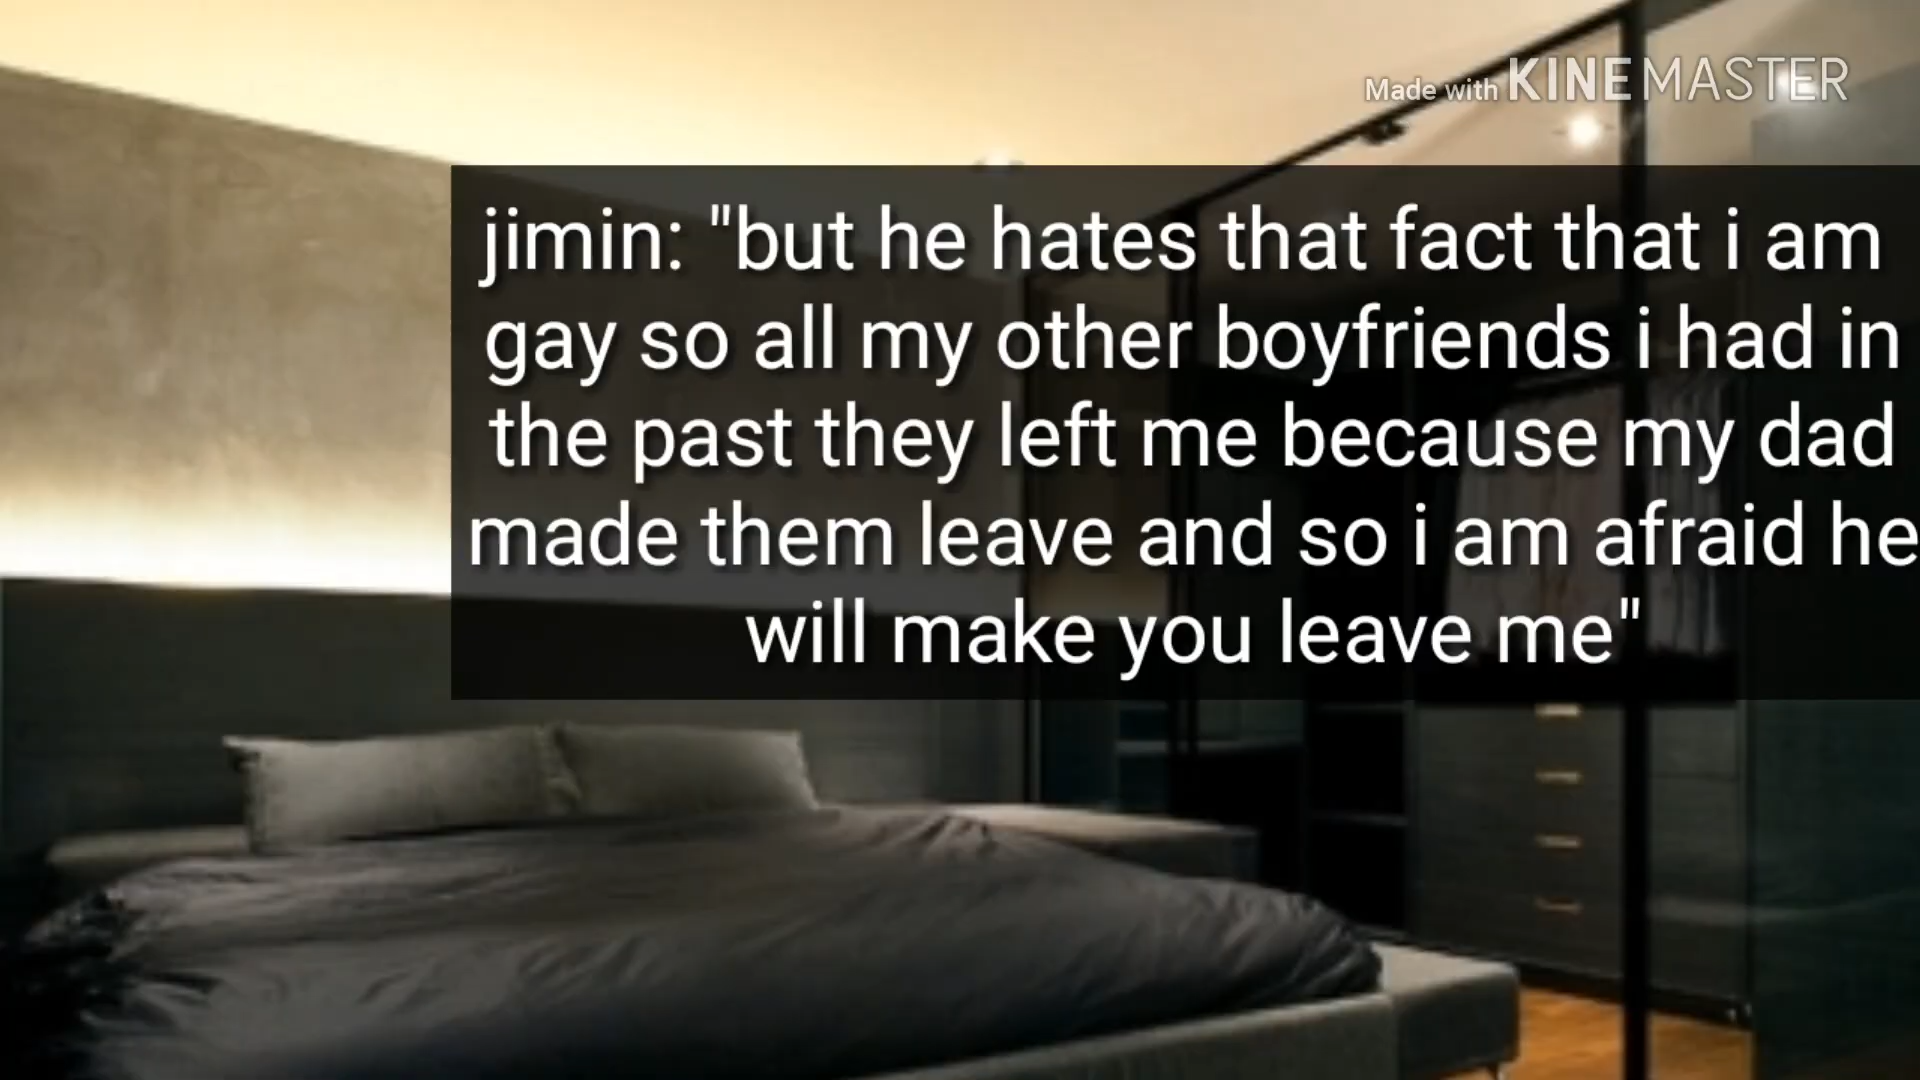 Made with KINEMASTER
jimin: "but he hates that fact that i am
gay so all my other boyfriends i had in
the past they left me because my dad
made them leave and so i am afraid he
will make you leave me"